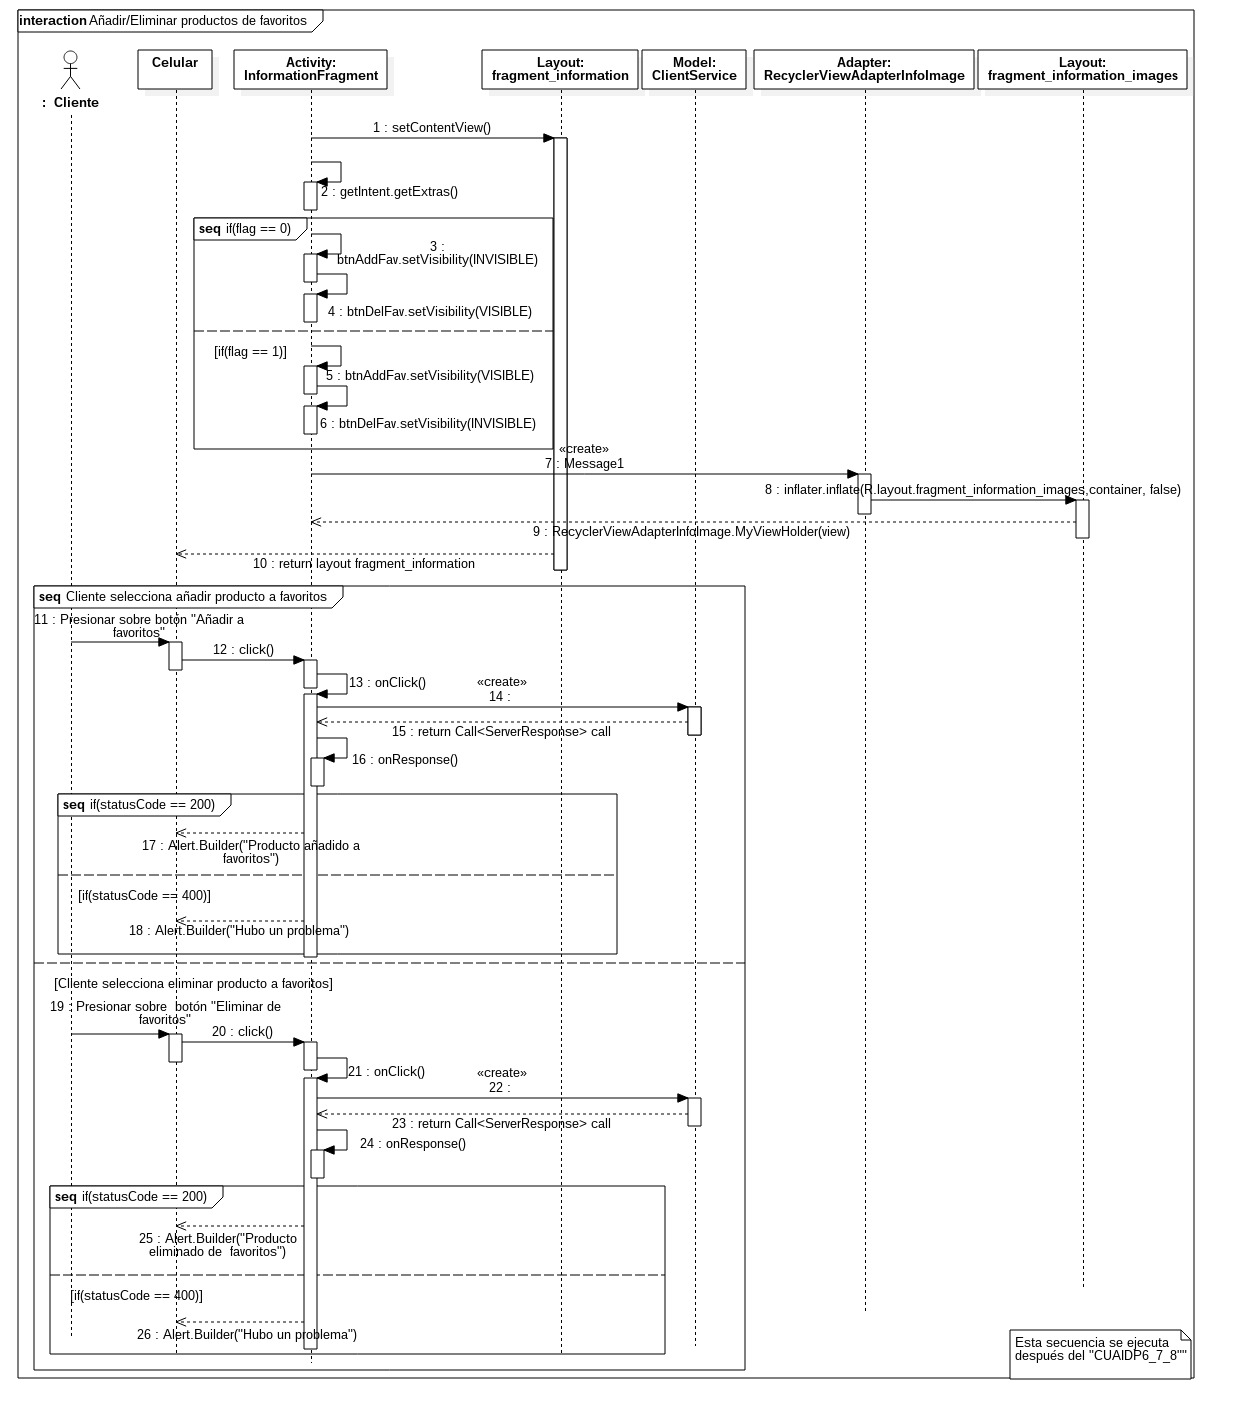 interaction Añadir/Eliminar productos de favoritos
: Cliente
Celular
Activity:
InformationFragment
Layout:
fragment_information
Model:
ClientService
Adapter:
RecyclerViewAdapterInfoImage
Layout:
fragment_information_images
1 : setContentView()
2 : getIntent.getExtras()
seq if(flag == 0)
3 :
btnAddFav.setVisibility(INVISIBLE)
4 : btnDelFav.setVisibility(VISIBLE)
[if(flag == 1)]
5 : btnAddFav.setVisibility(VISIBLE)
6 : btnDelFav.setVisibility(INVISIBLE)
«create»
7 : Message1
8 : inflater.inflate(R.layout.fragment_information_images,container, false)
9 : RecyclerViewAdapterInfoImage.MyViewHolder(view)
10 : return layout fragment_information
seq Cliente selecciona añadir producto a favoritos
11 : Presionar sobre botón "Añadir a
favoritos"
12 : click()
13 : onClick()
«create»
14 :
15 : return Call<ServerResponse> call
16 : onResponse()
seq if(statusCode == 200)
17 : Alert.Builder("Producto añadido a
favoritos")
[if(statusCode == 400)]
18 : Alert.Builder("Hubo un problema")
[Cliente selecciona eliminar producto a favoritos]
19 : Presionar sobre botón "Eliminar de
favoritos"
20 : click()
21 : onClick()
«create»
22 :
23 : return Call<ServerResponse> call
24 : onResponse()
seq if(statusCode == 200)
25 : Alert.Builder("Producto
eliminado de favoritos")
[if(statusCode == 400)]
26 : Alert.Builder("Hubo un problema")
Esta secuencia se ejecuta
después del "CUAIDP6_7_8""